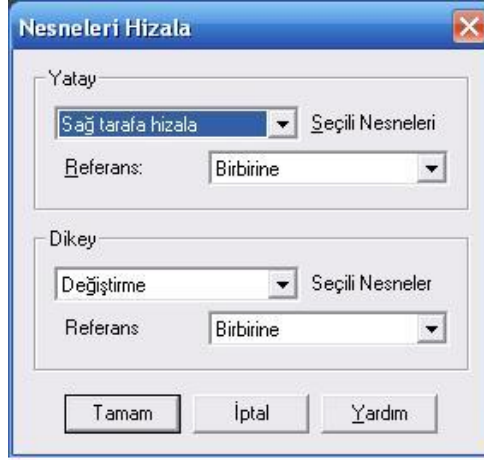 Nesneleri Hizala
Yatay
Sağ tarafa hizala Seçili Nesneleri
Referans: Birbirine
Dikey
Değiştirme Seçili Nesneler
Referans Birbirine
Tamam İptal Yardım